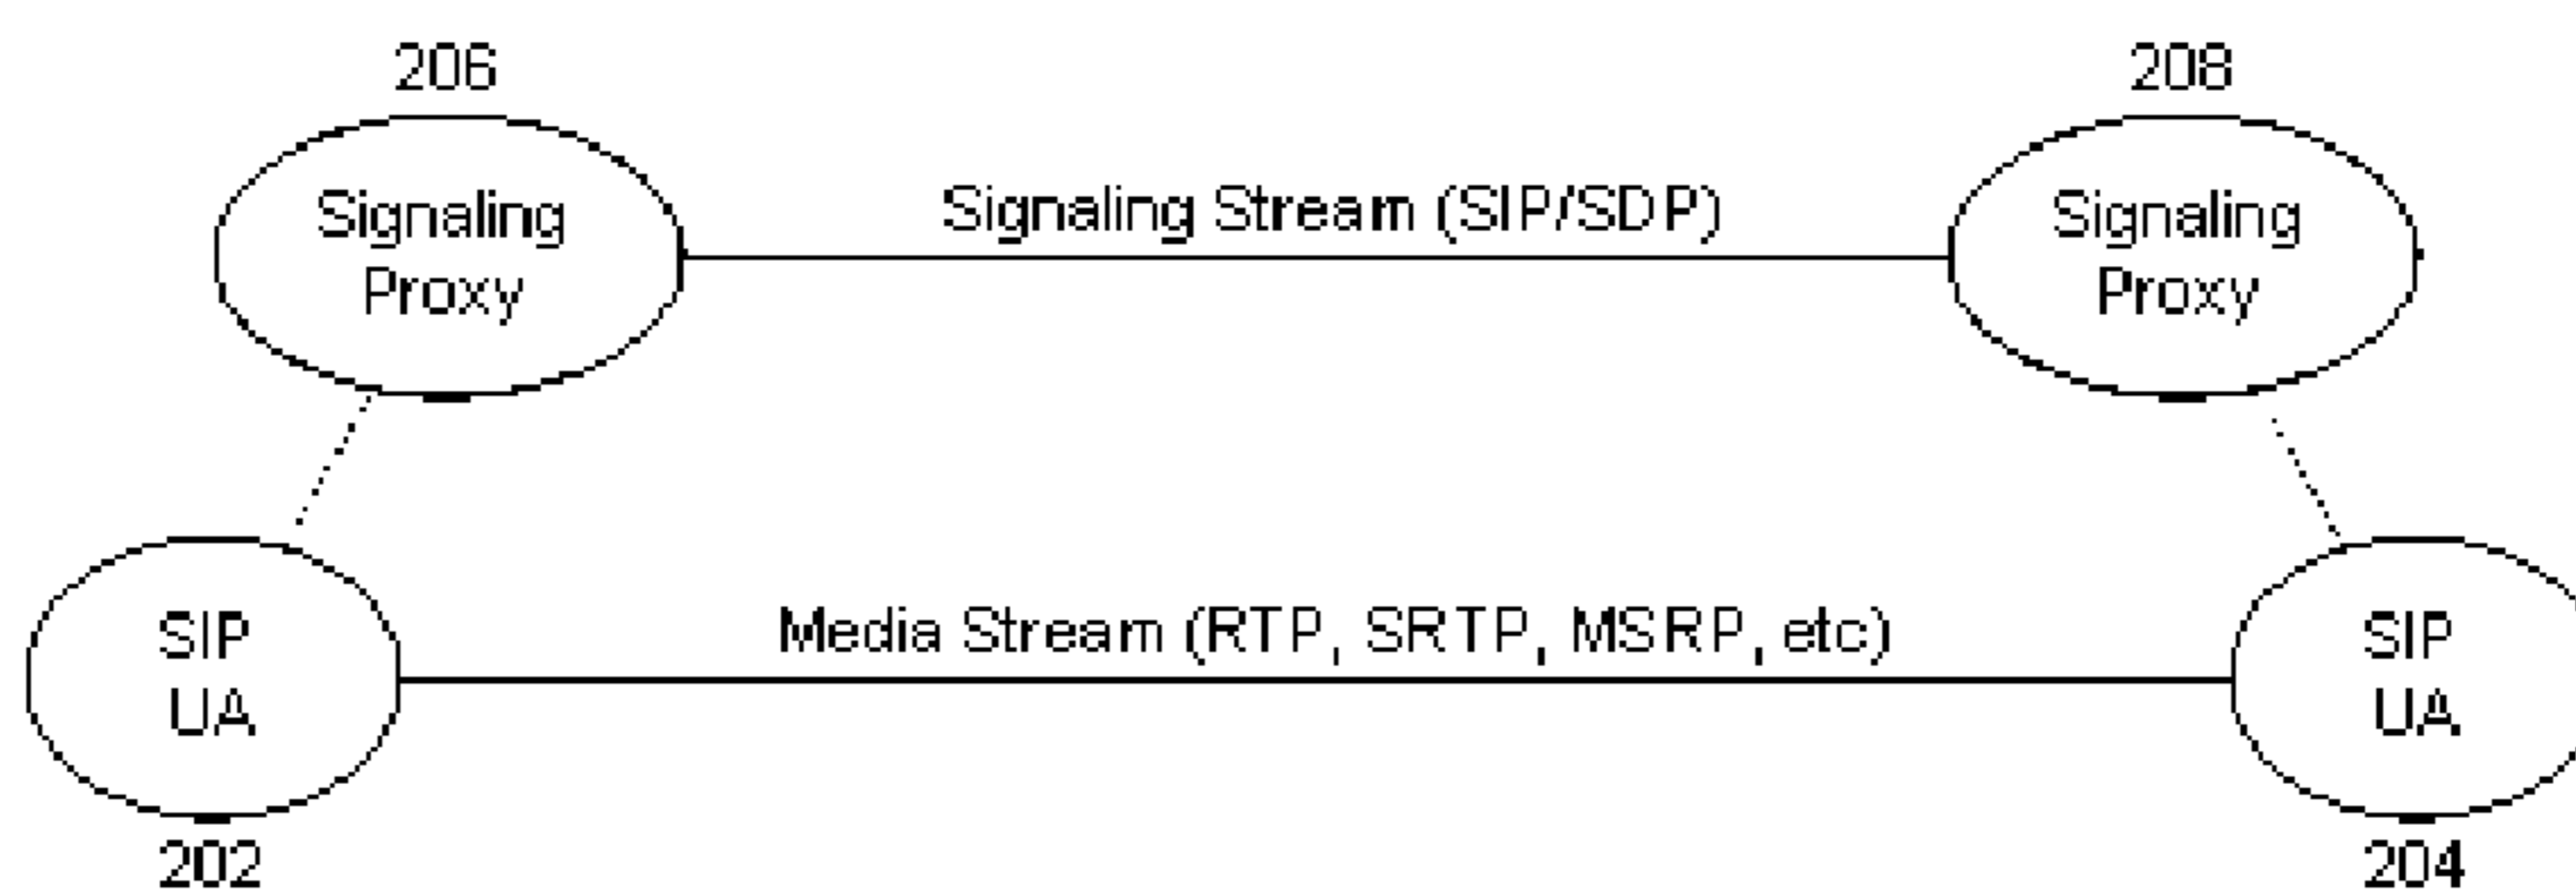 206
208
Signaling
Proxy
Signaling Stream (SIP/SDP)
Signaling
Proxy
SIP
UA
Media Stream (RTP, SRTP, MSRP, etc)
SIP
UA
202
204